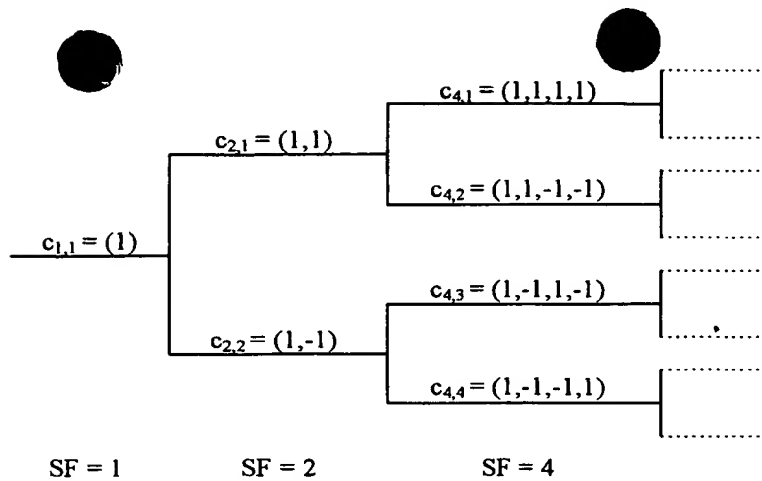 c4,1 = (1,1,1,1)
c2,1 = (1,1)
c4,2 = (1,1,-1,-1)
c1,1 = (1)
c4,3 = (1,-1,1,-1)
c2,2 = (1,-1)
c4,4 = (1,-1,-1,1)
SF = 1 SF = 2 SF = 4